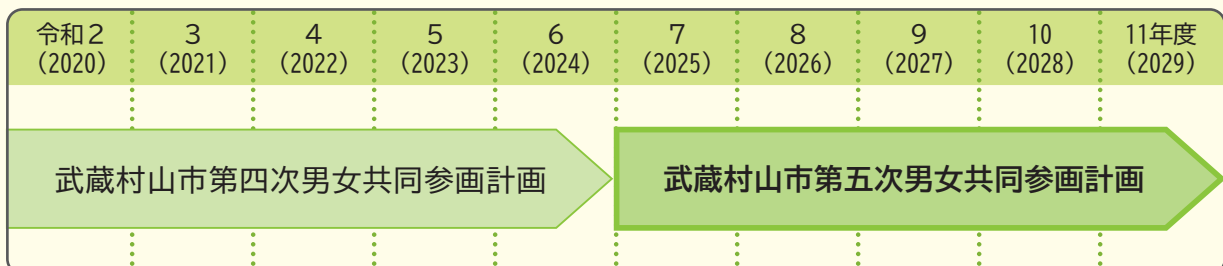 令和2 3 4 5 6 7 8 9 10 11年度
(2020) (2021) (2022) (2023) (2024) (2025) (2026) (2027) (2028) (2029)
武蔵村山市第四次男女共同参画計画 武蔵村山市第五次男女共同参画計画